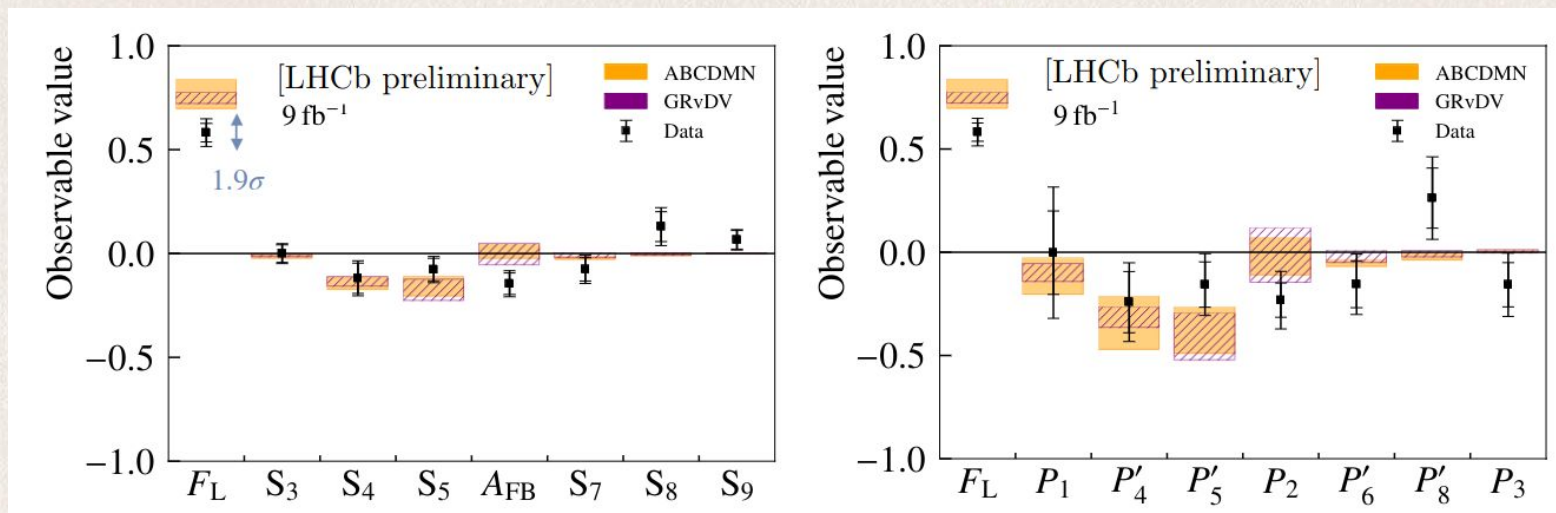 Observable value
1.0
0.5
0.0
−0.5
−1.0
[LHCb preliminary]
9 fb⁻¹
ABCDMN
GRvDV
Data
1.9σ
F_L S₃ S₄ S₅ A_FB S₇ S₈ S₉
Observable value
1.0
0.5
0.0
−0.5
−1.0
[LHCb preliminary]
9 fb⁻¹
ABCDMN
GRvDV
Data
F_L P₁ P′₄ P′₅ P₂ P′₆ P′₈ P₃